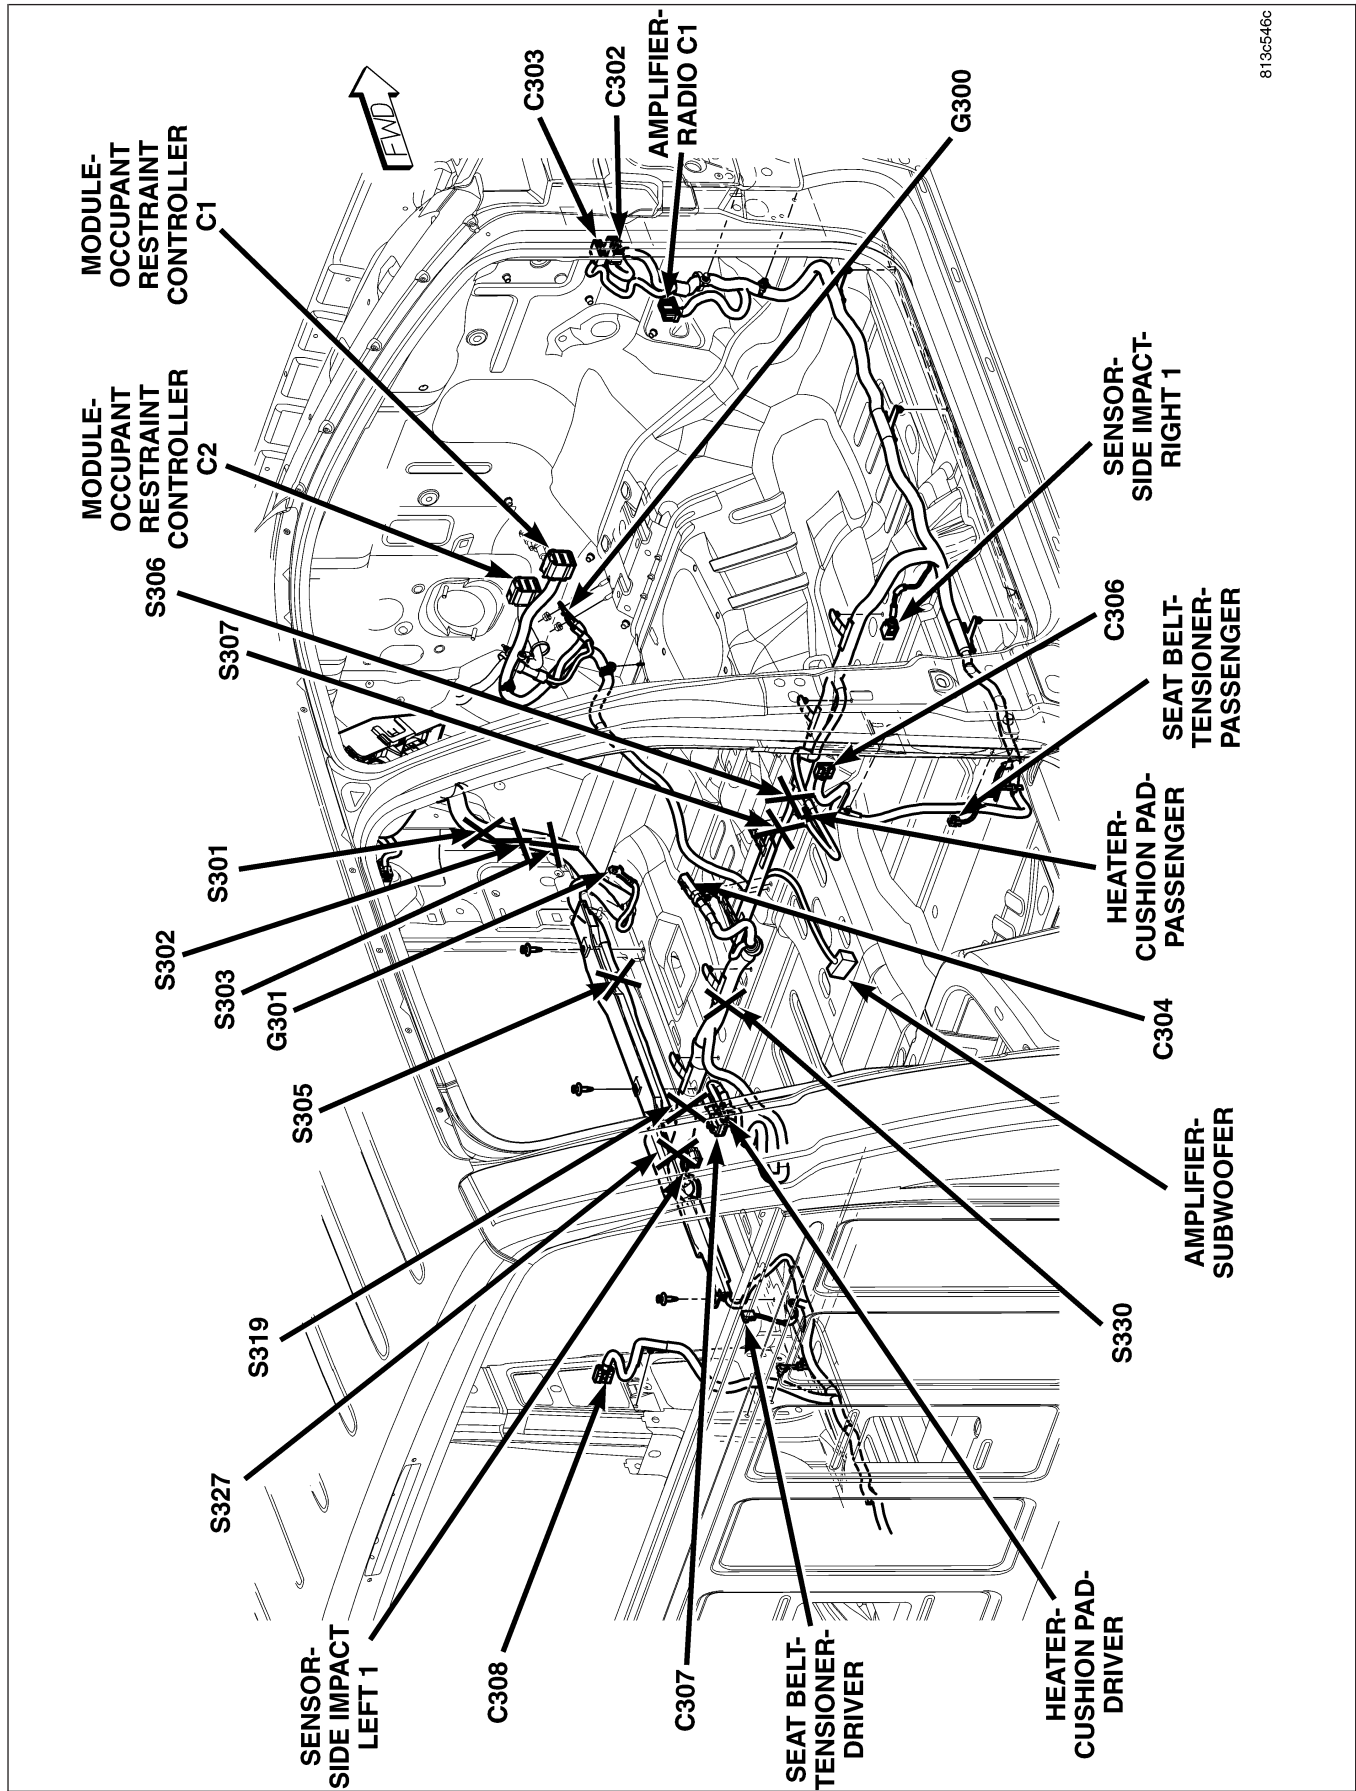 MODULE-
OCCUPANT
RESTRAINT
CONTROLLER
C1
FWD
C303
C302
AMPLIFIER-
RADIO C1
G300
813c546c
MODULE-
OCCUPANT
RESTRAINT
CONTROLLER
C2
S306
S307
SENSOR-
SIDE IMPACT-
RIGHT 1
C306
SEAT BELT-
TENSIONER-
PASSENGER
HEATER-
CUSHION PAD-
PASSENGER
C304
AMPLIFIER-
SUBWOOFER
S330
S301
S302
S303
G301
S305
S319
S327
SENSOR-
SIDE IMPACT
LEFT 1
C308
C307
SEAT BELT-
TENSIONER-
DRIVER
HEATER-
CUSHION PAD-
DRIVER